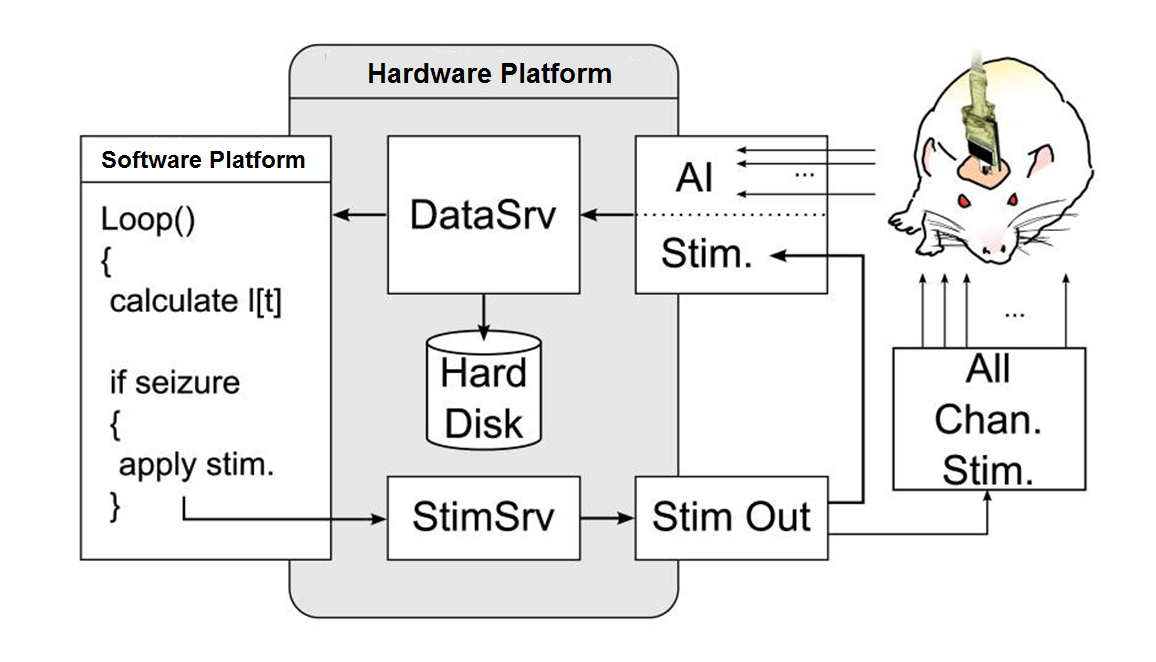 Hardware Platform
Software Platform
Loop()
{
calculate l[t]
if seizure
{
apply stim.
}
DataSrv
Hard
Disk
StimSrv
AI
...
Stim.
Stim Out
...
All
Chan.
Stim.